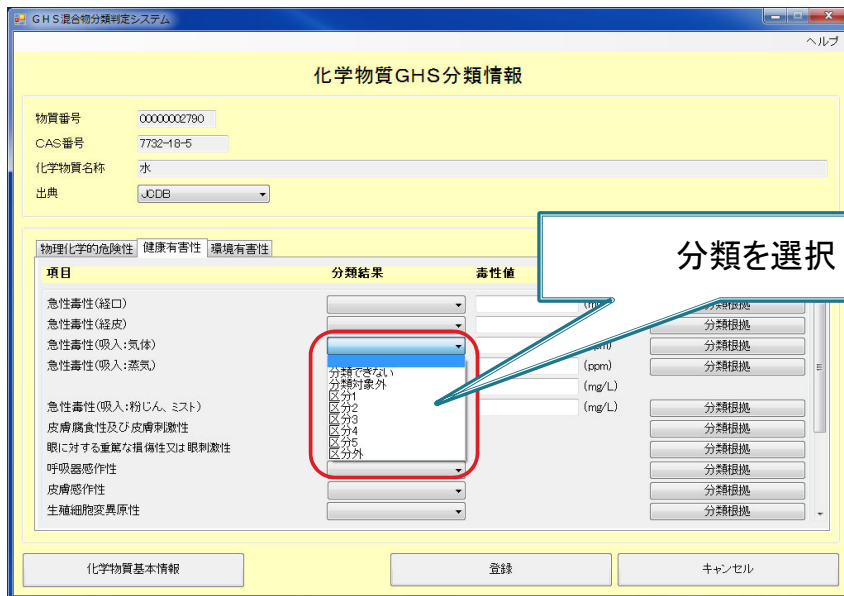 GHS混合物分類判定システム
ヘルプ
化学物質GHS分類情報
物質番号 00000002790
CAS番号 7732-18-5
化学物質名称 水
出典 JCDB
物理化学的危険性 健康有害性 環境有害性
分類を選択
項目 分類結果 毒性値
急性毒性(経口) 分類根拠
急性毒性(経皮) 分類根拠
急性毒性(吸入:気体) 分類根拠
急性毒性(吸入:蒸気) (ppm) 分類根拠
(mg/L)
急性毒性(吸入:粉じん、ミスト) (mg/L) 分類根拠
分類できない
分類対象外
区分1
区分2
区分3
区分4
区分5
区分外
皮膚腐食性及び皮膚刺激性 分類根拠
眼に対する重篤な損傷性又は眼刺激性 分類根拠
呼吸器感作性 分類根拠
皮膚感作性 分類根拠
生殖細胞変異原性 分類根拠
化学物質基本情報 登録 キャンセル